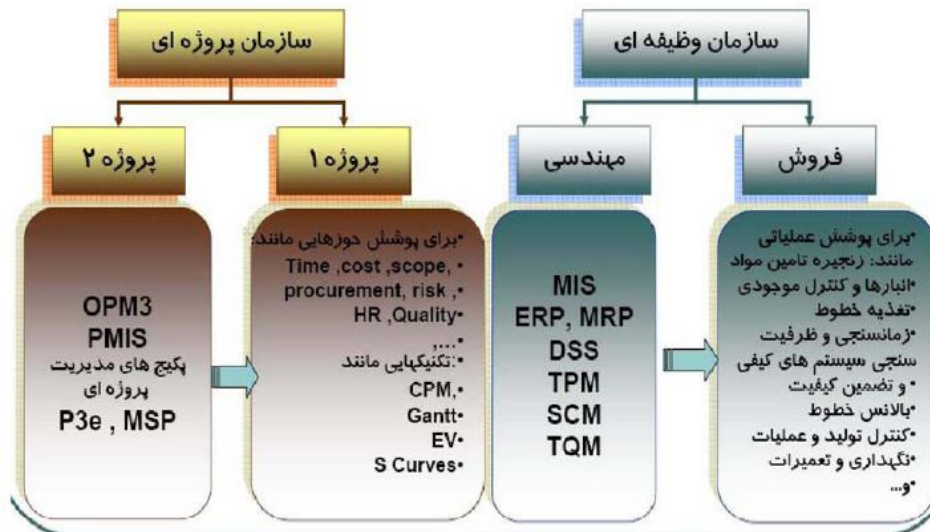 سازمان وظیفه ای
سازمان پروژه ای
فروش
مهندسی
پروژه ۱
پروژه ۲
•برای پوشش عملیاتی
مانند: زنجیره تامین مواد
•انبارها و کنترل موجودی
•تغذیه خطوط
•زمانسنجی و ظرفیت
سنجی سیستم های کیفی
•و تضمین کیفیت
•بالانس خطوط
•کنترل تولید و عملیات
•نگهداری و تعمیرات
•و...
MIS
ERP, MRP
DSS
TPM
SCM
TQM
•برای پوشش حوزهایی مانند:
Time ,cost ,scope, •
procurement, risk , •
HR ,Quality•
,...•
•تکنیکهایی مانند:
CPM,•
Gantt•
EV•
S Curves•
OPM3
PMIS
پکیج های مدیریت
پروژه ای
P3e , MSP